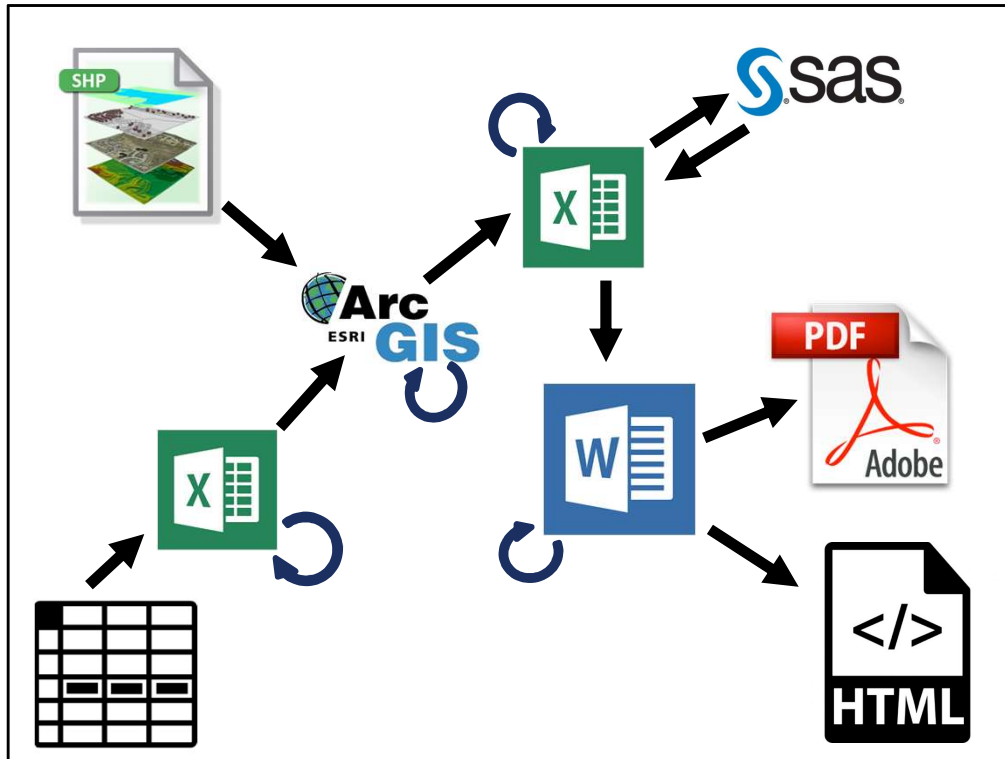 SHP
sas
X
Arc
ESRI
GIS
PDF
W
Adobe
X
</>
HTML